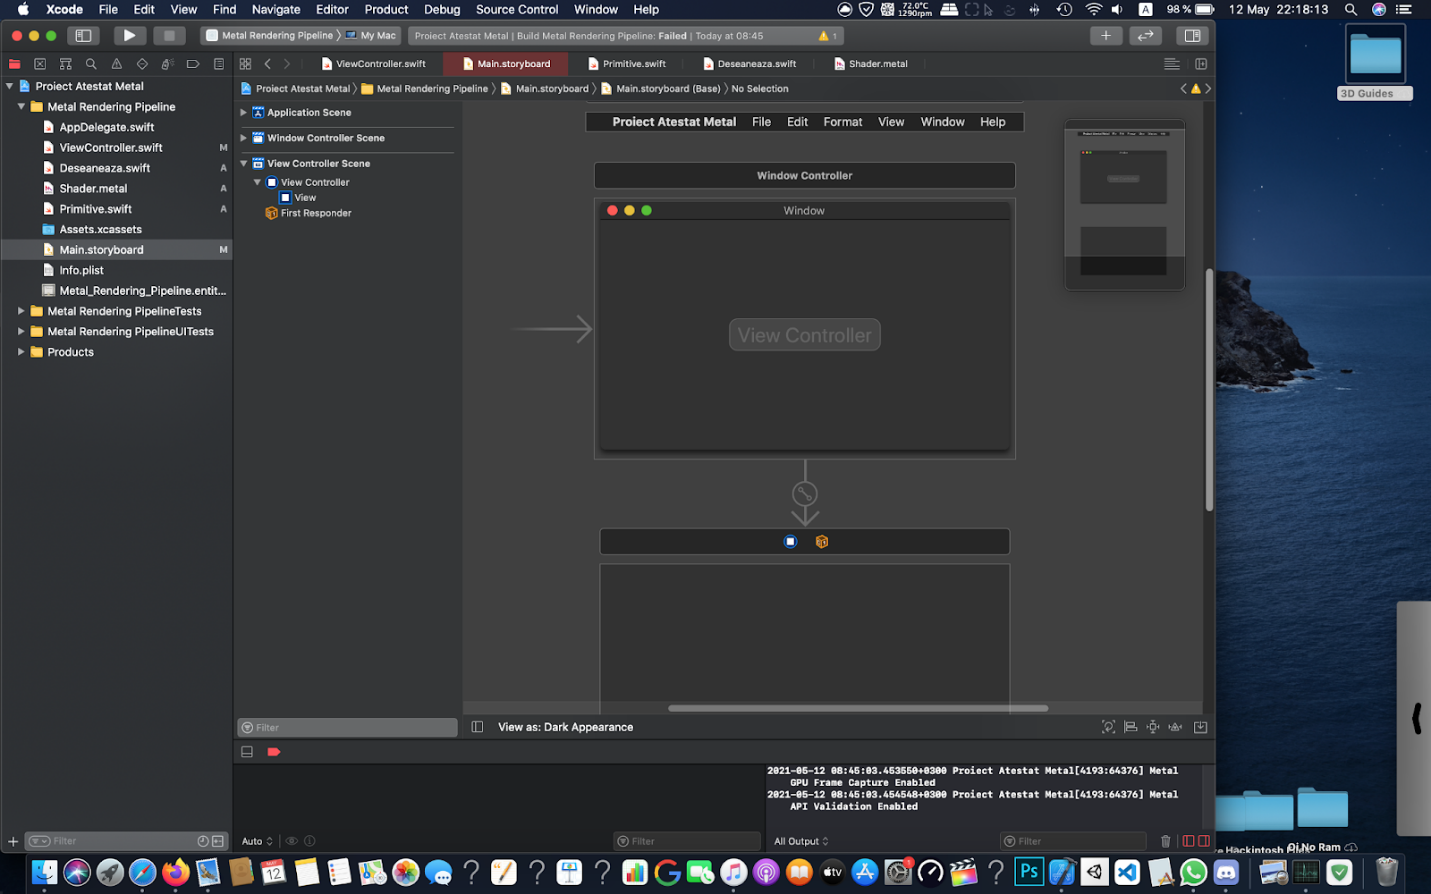 Xcode File Edit View Find Navigate Editor Product Debug Source Control Window Help
72.0°C
1290rpm
A 98 % 12 May 22:18:13
Metal Rendering Pipeline 〉 My Mac
Proiect Atestat Metal | Build Metal Rendering Pipeline: Failed | Today at 08:45
1
ViewController.swift Main.storyboard Primitive.swift Deseaneaza.swift Shader.metal
Proiect Atestat Metal 〉 Metal Rendering Pipeline 〉 Main.storyboard 〉 Main.storyboard (Base) 〉 No Selection
Proiect Atestat Metal
Metal Rendering Pipeline
AppDelegate.swift
ViewController.swift M
Deseaneaza.swift A
Shader.metal A
Primitive.swift A
Assets.xcassets
Main.storyboard M
Info.plist
Metal_Rendering_Pipeline.entit...
Metal Rendering PipelineTests
Metal Rendering PipelineUITests
Products
Filter
Application Scene
Window Controller Scene
View Controller Scene
View Controller
View
First Responder
Filter
Proiect Atestat Metal File Edit Format View Window Help
Window Controller
Window
View Controller
View as: Dark Appearance
2021-05-12 08:45:03.453550+0300 Proiect Atestat Metal[4193:64376] Metal
GPU Frame Capture Enabled
2021-05-12 08:45:03.454548+0300 Proiect Atestat Metal[4193:64376] Metal
API Validation Enabled
Auto
Filter
All Output
Filter
3D Guides
MAY
12
tv
1
Ps